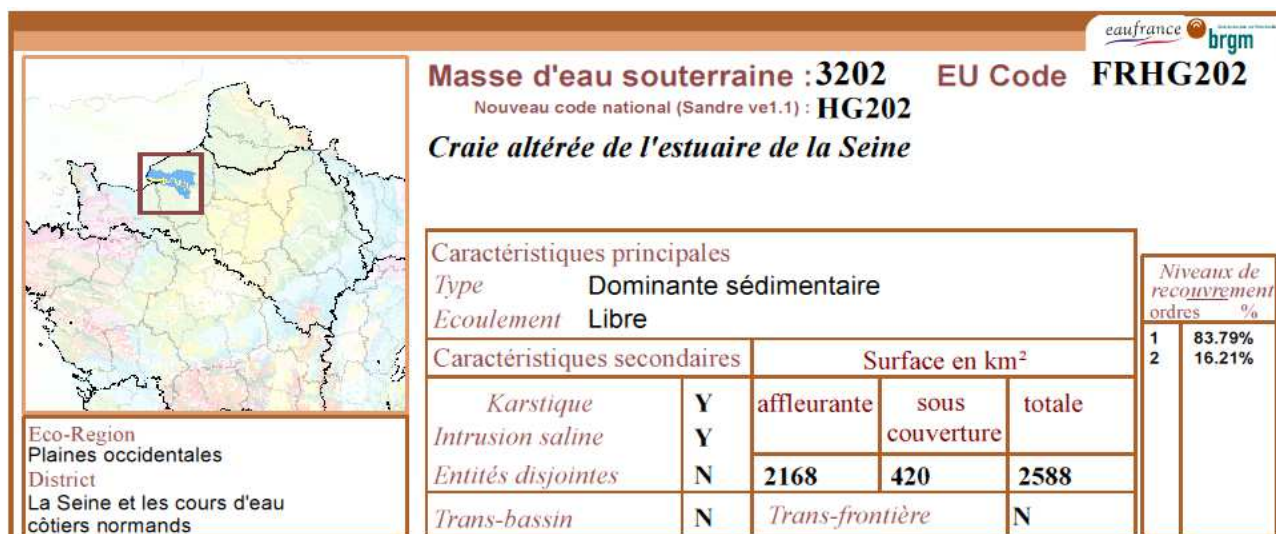 eaufrance brgm
Masse d'eau souterraine : 3202 EU Code FRHG202
Nouveau code national (Sandre ve1.1) : HG202
Craie altérée de l'estuaire de la Seine
Caractéristiques principales
Type Dominante sédimentaire
Ecoulement Libre
Niveaux de
recouvrement
ordres %
1 83.79%
2 16.21%
Caractéristiques secondaires Surface en km²
Karstique Y affleurante sous totale
Intrusion saline Y couverture
Entités disjointes N 2168 420 2588
Trans-bassin N Trans-frontière N
Eco-Region
Plaines occidentales
District
La Seine et les cours d'eau
côtiers normands